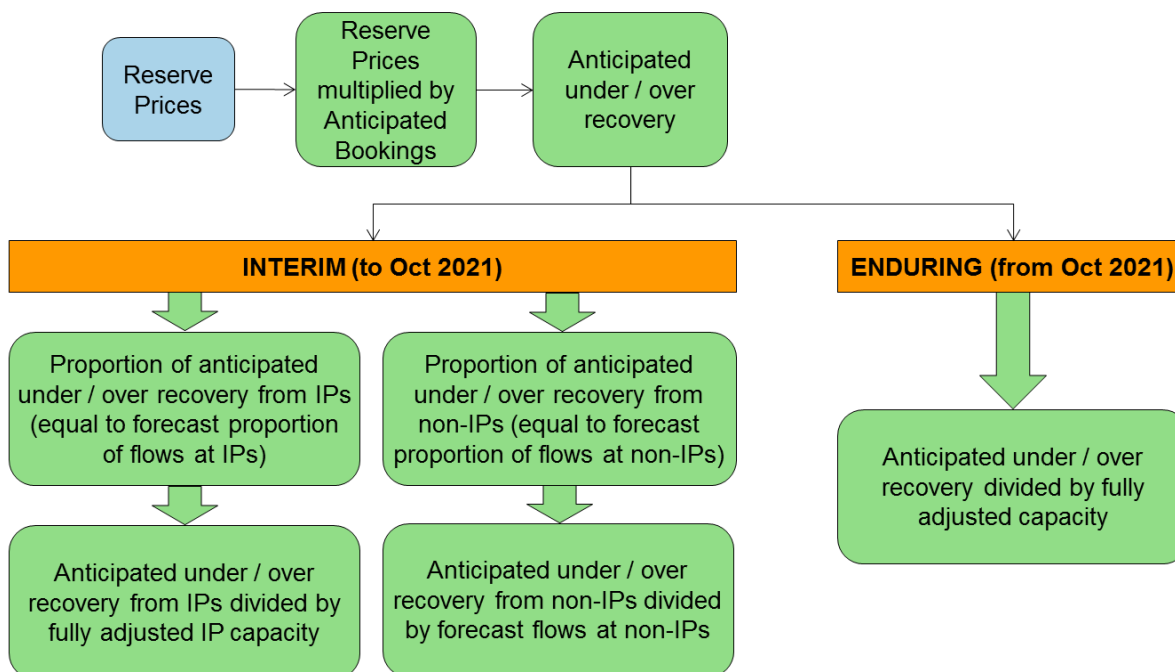 Reserve
Prices
Reserve
Prices
multiplied by
Anticipated
Bookings
Anticipated
under / over
recovery
INTERIM (to Oct 2021)
ENDURING (from Oct 2021)
Proportion of anticipated
under / over recovery from IPs
(equal to forecast proportion
of flows at IPs)
Proportion of anticipated
under / over recovery from
non-IPs (equal to forecast
proportion of flows at non-IPs)
Anticipated under / over
recovery divided by fully
adjusted capacity
Anticipated under / over
recovery from IPs divided by
fully adjusted IP capacity
Anticipated under / over
recovery from non-IPs divided
by forecast flows at non-IPs